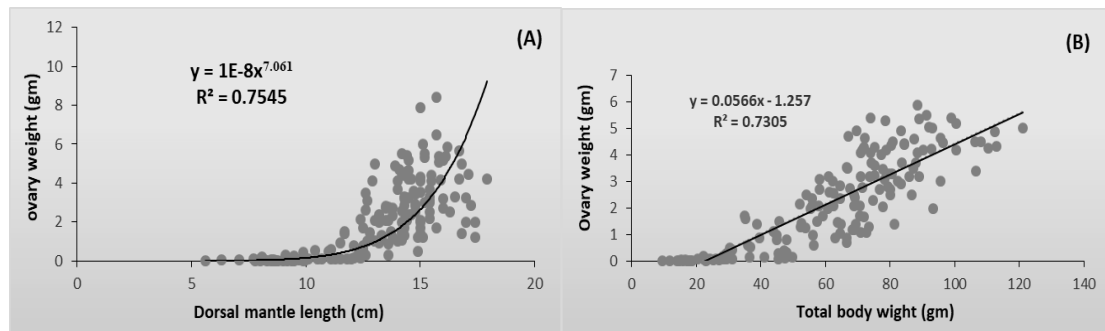 (A)
y = 1E-8x^7.061
R² = 0.7545
ovary weight (gm)
12
10
8
6
4
2
0
0 5 10 15 20
Dorsal mantle length (cm)
(B)
y = 0.0566x - 1.257
R² = 0.7305
Ovary weight (gm)
7
6
5
4
3
2
1
0
0 20 40 60 80 100 120 140
Total body wight (gm)